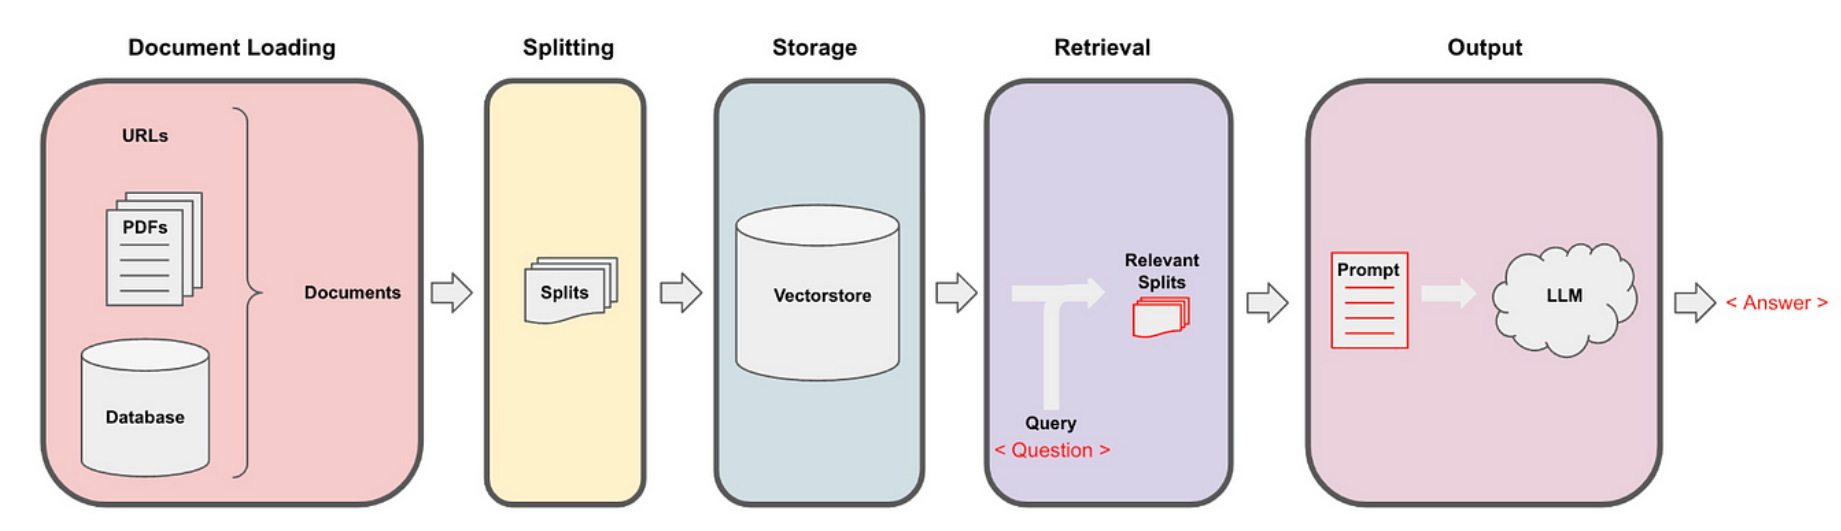 Document Loading
Splitting
Storage
Retrieval
Output
URLs
PDFs
Database
Documents
Splits
Vectorstore
Relevant
Splits
Query
< Question >
Prompt
LLM
< Answer >